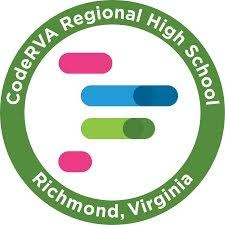 CodeRVA Regional High School
Richmond, Virginia